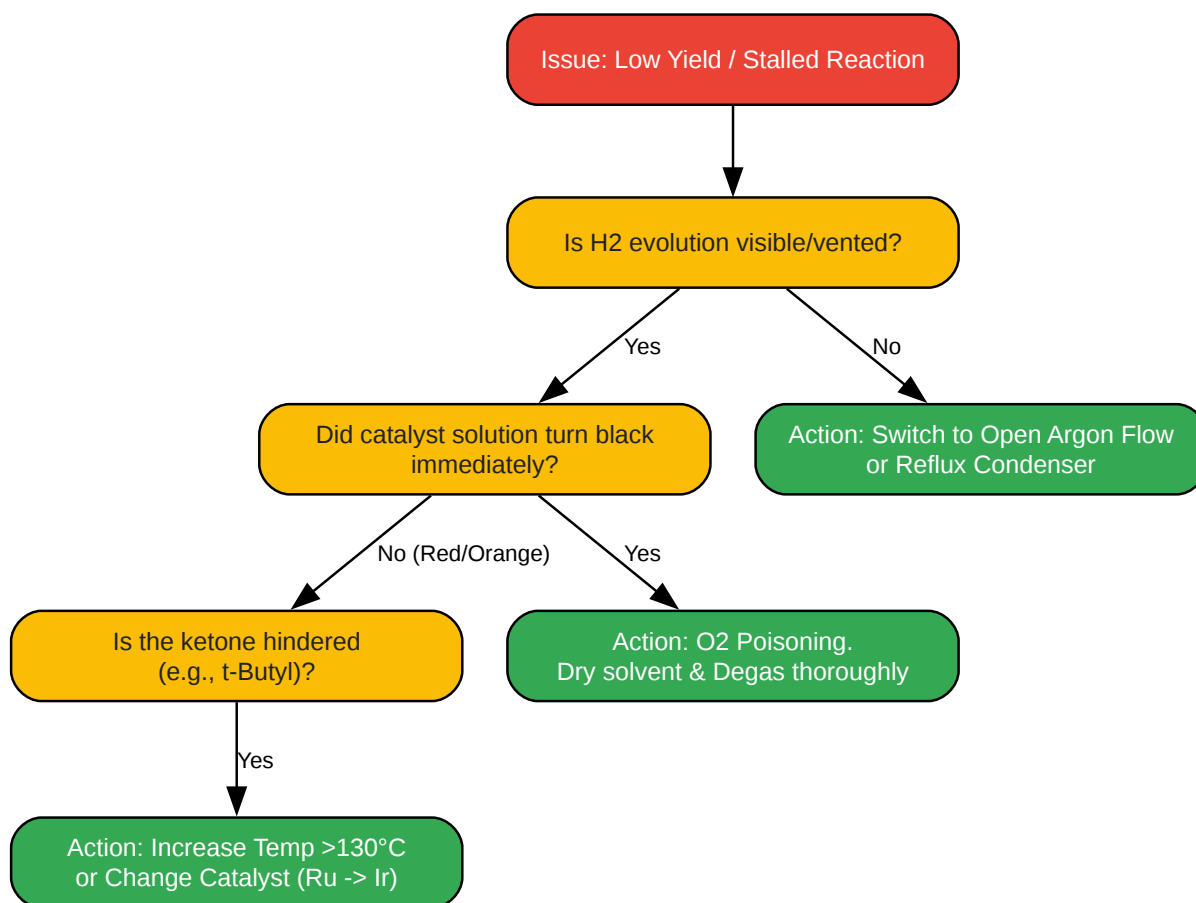 Issue: Low Yield / Stalled Reaction
Is H2 evolution visible/vented?
Yes
No
Did catalyst solution turn black
immediately?
Action: Switch to Open Argon Flow
or Reflux Condenser
No (Red/Orange)
Yes
Is the ketone hindered
(e.g., t-Butyl)?
Action: O2 Poisoning.
Dry solvent & Degas thoroughly
Yes
Action: Increase Temp >130°C
or Change Catalyst (Ru -> Ir)